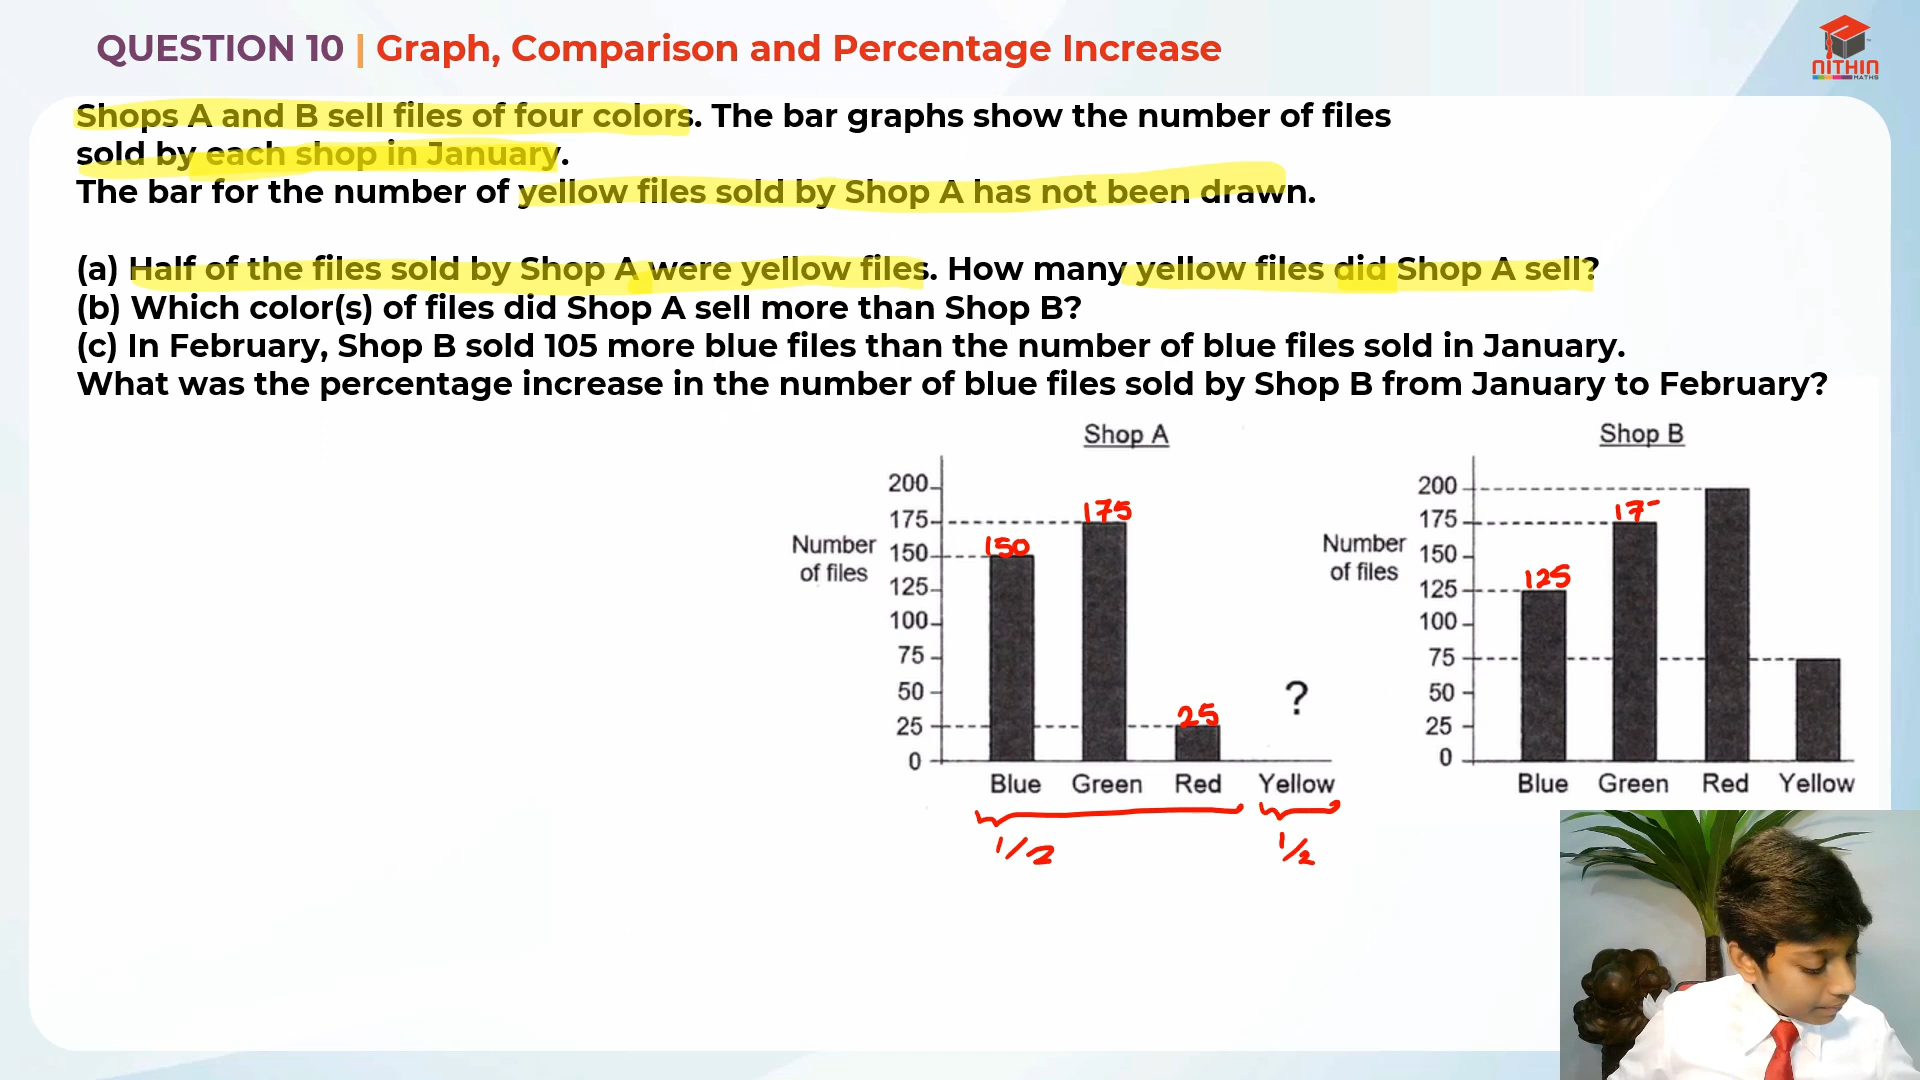 QUESTION 10 | Graph, Comparison and Percentage Increase
NITHIN
MATHS
Shops A and B sell files of four colors. The bar graphs show the number of files
sold by each shop in January.
The bar for the number of yellow files sold by Shop A has not been drawn.
(a) Half of the files sold by Shop A were yellow files. How many yellow files did Shop A sell?
(b) Which color(s) of files did Shop A sell more than Shop B?
(c) In February, Shop B sold 105 more blue files than the number of blue files sold in January.
What was the percentage increase in the number of blue files sold by Shop B from January to February?
Shop A
Number
of files
200
175
150
125
100
75
50
25
0
150
175
25
?
Blue Green Red Yellow
1/2
1/2
Shop B
Number
of files
200
175
150
125
100
75
50
25
0
125
17
Blue Green Red Yellow